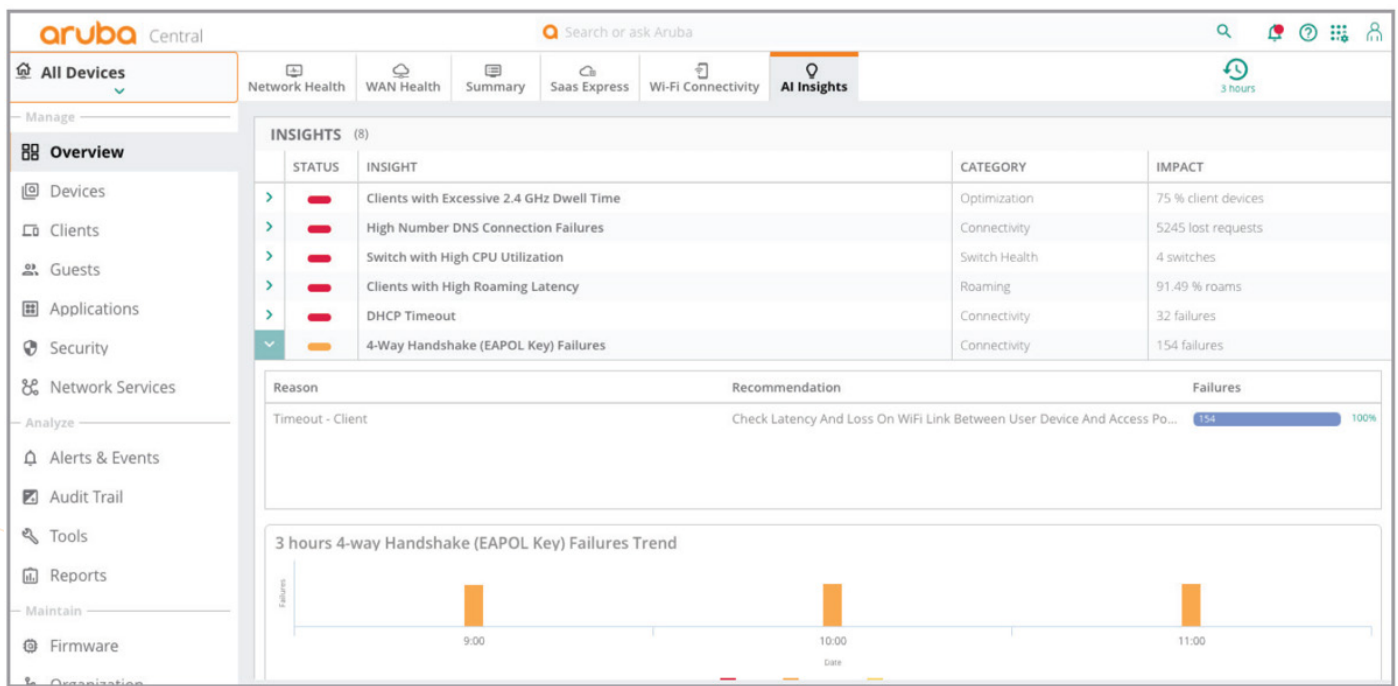 aruba Central
Search or ask Aruba
All Devices
Network Health
WAN Health
Summary
Saas Express
Wi-Fi Connectivity
AI Insights
3 hours
Manage
Overview
Devices
Clients
Guests
Applications
Security
Network Services
Analyze
Alerts & Events
Audit Trail
Tools
Reports
Maintain
Firmware
Organization
INSIGHTS (8)
STATUS INSIGHT CATEGORY IMPACT
Clients with Excessive 2.4 GHz Dwell Time Optimization 75 % client devices
High Number DNS Connection Failures Connectivity 5245 lost requests
Switch with High CPU Utilization Switch Health 4 switches
Clients with High Roaming Latency Roaming 91.49 % roams
DHCP Timeout Connectivity 32 failures
4-Way Handshake (EAPOL Key) Failures Connectivity 154 failures
Reason Recommendation Failures
Timeout - Client Check Latency And Loss On WiFi Link Between User Device And Access Po... 154 100%
3 hours 4-way Handshake (EAPOL Key) Failures Trend
Failures
9:00 10:00 11:00
Date